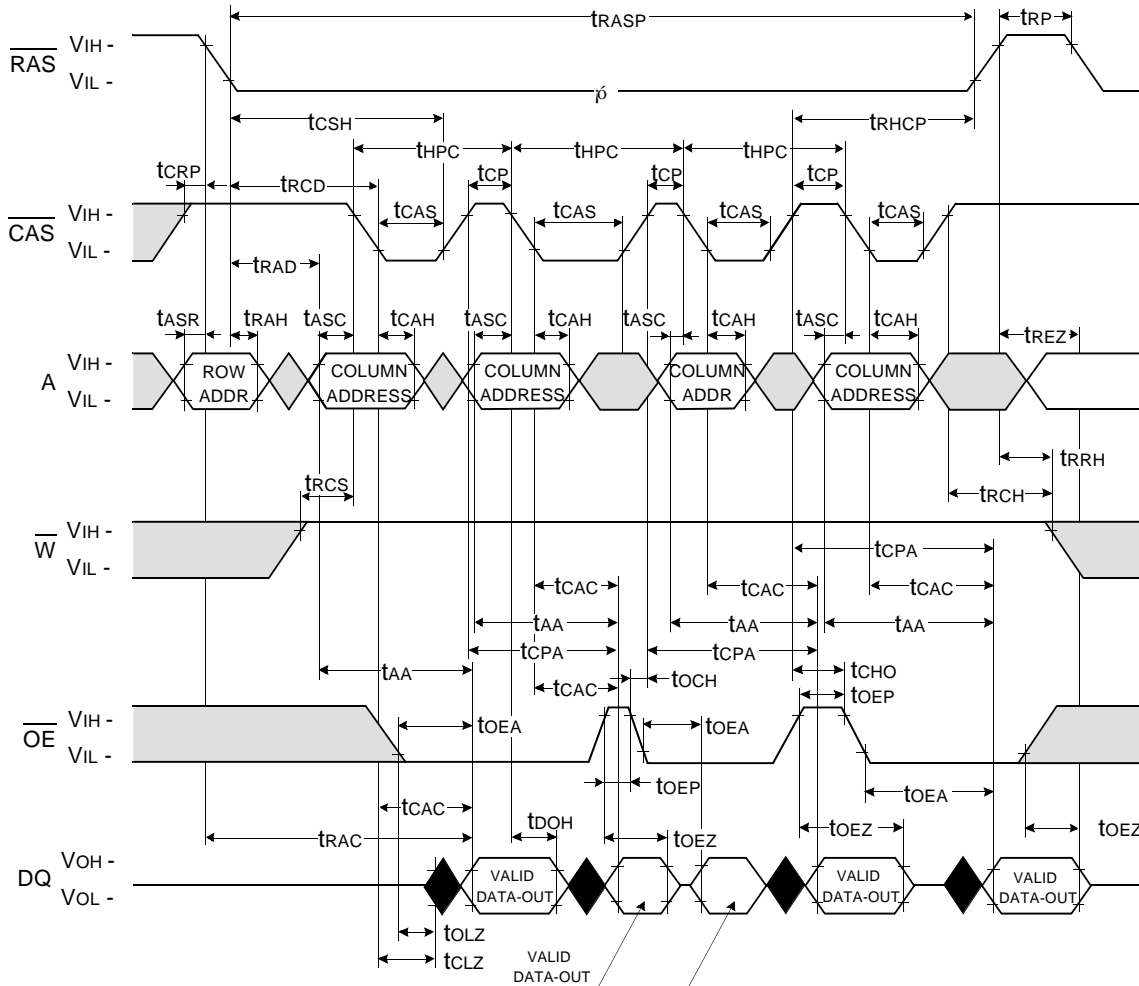 tRASP
tRP
RAS
VIH -
VIL -
ṕ
tCSH
tRHCP
tHPC
tHPC
tHPC
tCRP
tRCD
tCP
tCP
tCP
CAS
VIH -
VIL -
tCAS
tCAS
tCAS
tCAS
tRAD
tASR
tRAH
tASC
tCAH
tASC
tCAH
tASC
tCAH
tASC
tCAH
tREZ
A
VIH -
VIL -
ROW
ADDR
COLUMN
ADDRESS
COLUMN
ADDRESS
COLUMN
ADDR
COLUMN
ADDRESS
tRRH
tRCS
tRCH
W
VIH -
VIL -
tCPA
tCAC
tCAC
tCAC
tAA
tAA
tAA
tCPA
tCPA
tAA
tCHO
tCAC
tOCH
tOEP
OE
VIH -
VIL -
tOEA
tOEA
tOEP
tOEA
tCAC
tRAC
tDOH
tOEZ
tOEZ
tOEZ
DQ
VOH -
VOL -
VALID
DATA-OUT
VALID
DATA-OUT
VALID
DATA-OUT
tOLZ
tCLZ
VALID
DATA-OUT